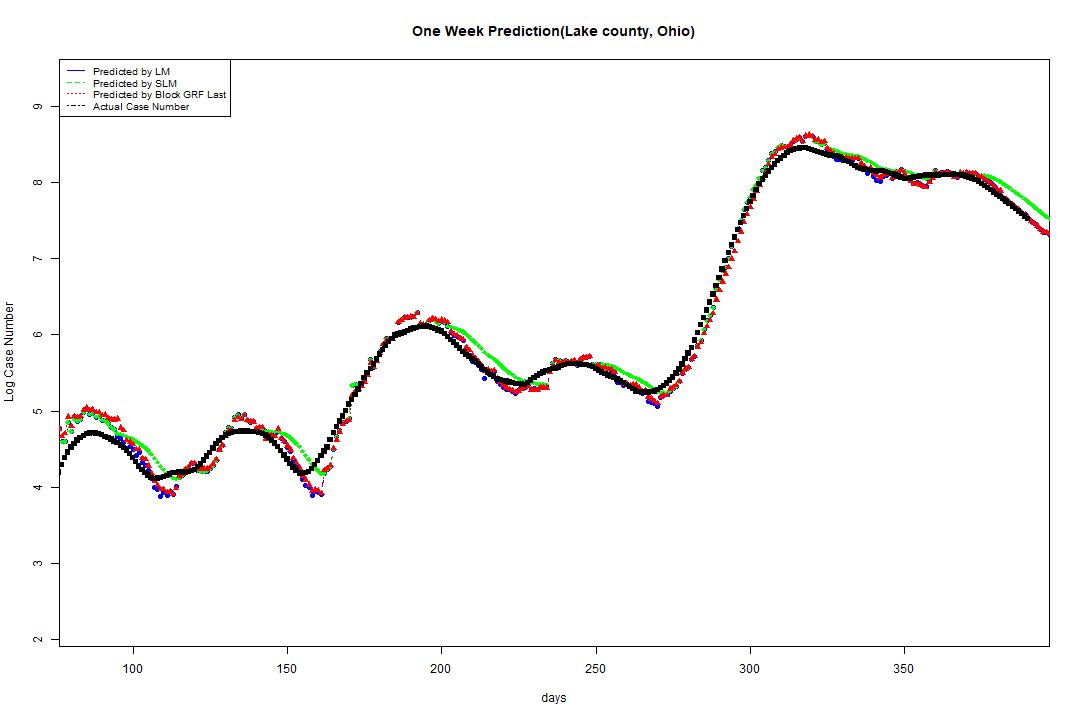 One Week Prediction(Lake county, Ohio)
Predicted by LM
Predicted by SLM
Predicted by Block GRF Last
Actual Case Number
9
8
7
6
5
4
3
2
Log Case Number
100 150 200 250 300 350
days